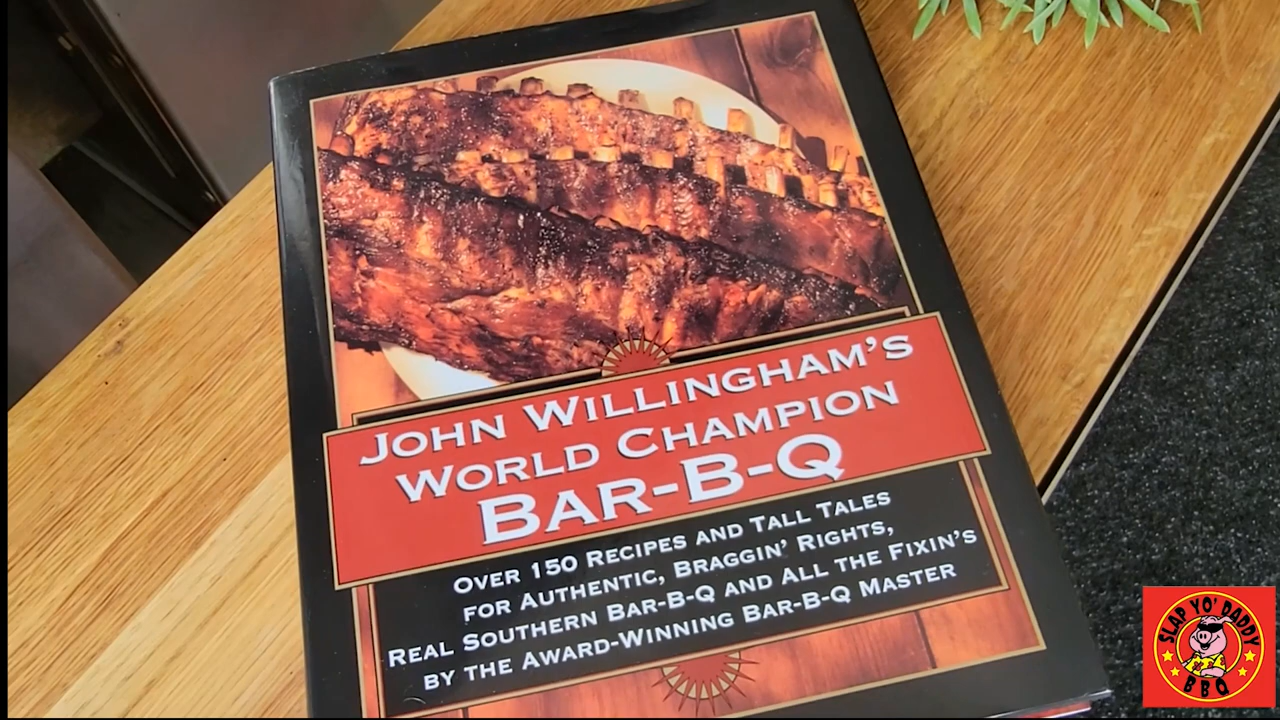 John Willingham's
World Champion
Bar-B-Q
Over 150 Recipes and Tall Tales
for Authentic, Braggin' Rights,
Real Southern Bar-B-Q and All the Fixin's
by the Award-Winning Bar-B-Q Master
SLAP YO' DADDY
BBQ